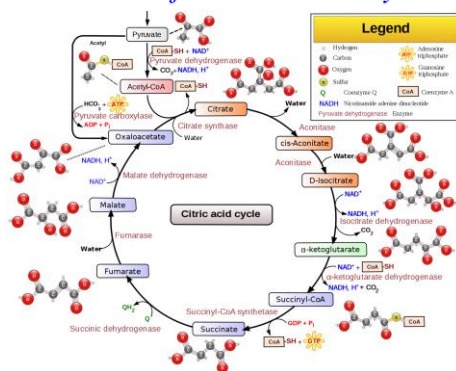 Pyruvate
Acetyl
CoA -SH + NAD⁺
Pyruvate dehydrogenase
CO₂ + NADH, H⁺
CoA
Acetyl-CoA
CoA -SH
HCO₃ + ATP
ADP + Pᵢ
Pyruvate carboxylase
Citrate
Citrate synthase
Water
Oxaloacetate
Water
Aconitase
cis-Aconitate
Aconitase
Water
D-Isocitrate
NAD⁺
NADH, H⁺
Isocitrate dehydrogenase
CO₂
α-ketoglutarate
NAD⁺ + CoA -SH
α-ketoglutarate dehydrogenase
NADH, H⁺ + CO₂
Succinyl-CoA
CoA
Succinyl-CoA synthetase
GDP + Pᵢ
CoA -SH + GTP
Succinate
QH₂
Q
Succinic dehydrogenase
Fumarate
Water
Fumarase
Malate
NADH, H⁺
NAD⁺
Malate dehydrogenase
Citric acid cycle
Legend
Hydrogen
Carbon
Oxygen
Sulfur
Q Coenzyme Q
NADH Nicotinamide adenine dinucleotide
Pyruvate dehydrogenase Enzyme
ATP Adenosine triphosphate
GTP Guanosine triphosphate
CoA Coenzyme A